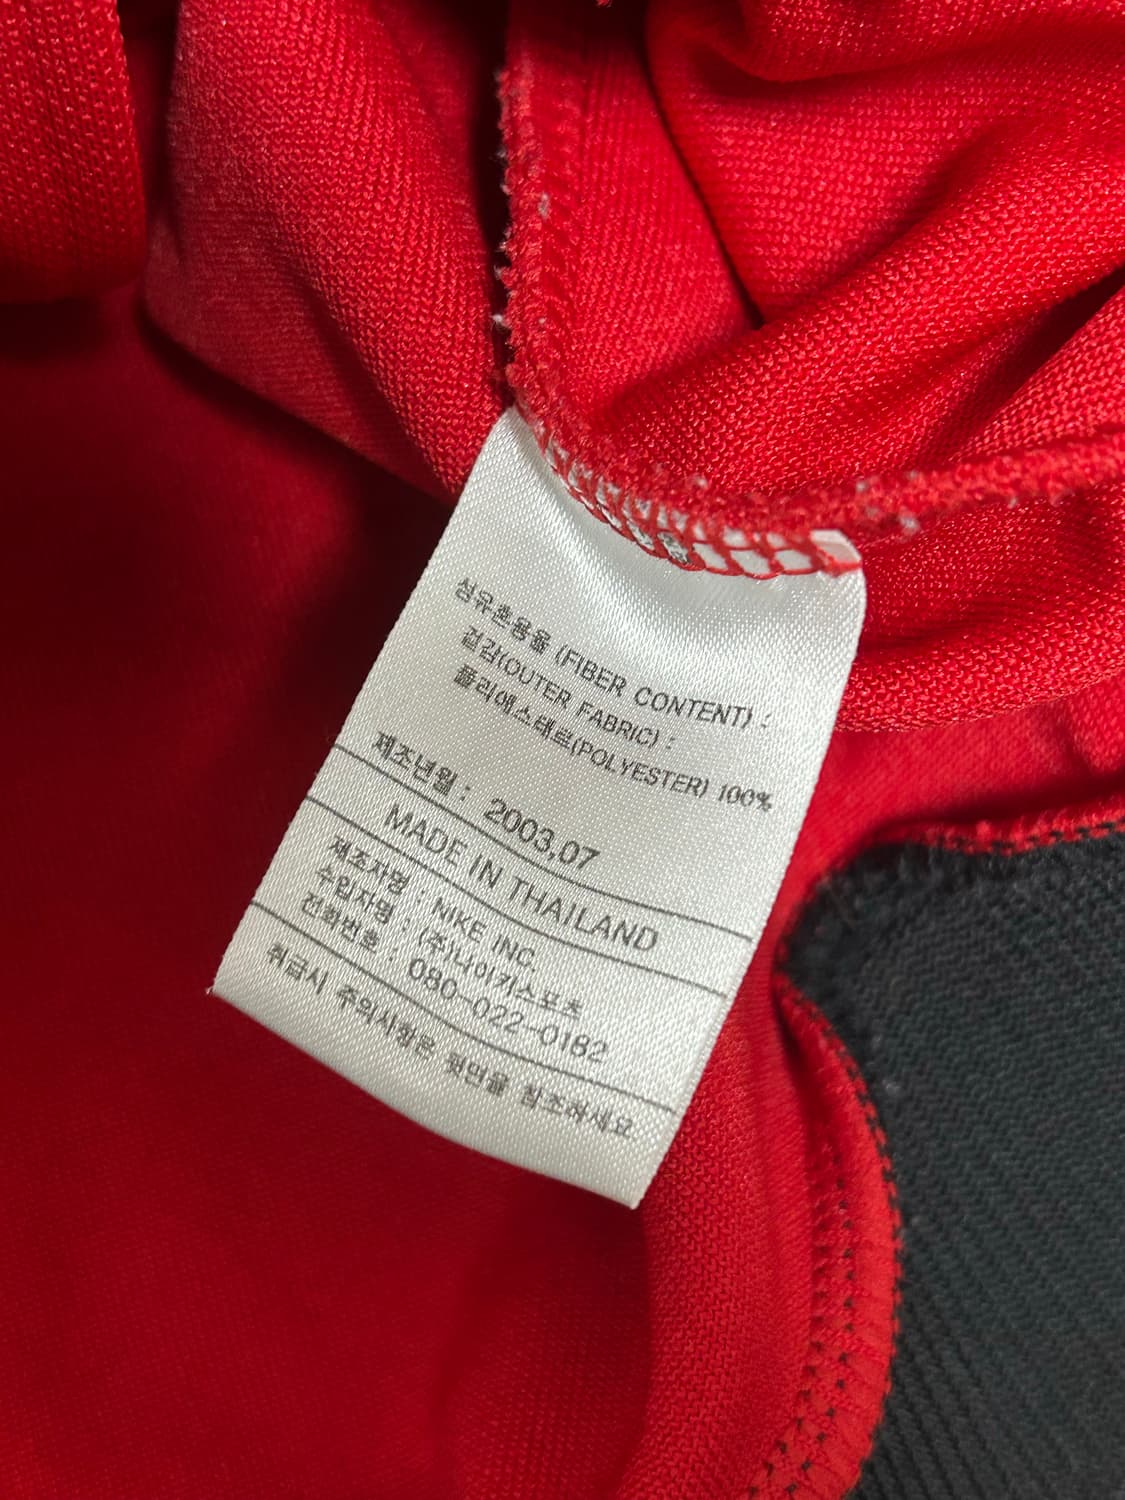 섬유혼용율 (FIBER CONTENT) :
겉감(OUTER FABRIC) :
폴리에스테르(POLYESTER) 100%
제조년월 : 2003.07
MADE IN THAILAND
제조자명 : NIKE INC.
수입자명 : (주)나이키스포츠
전화번호 : 080-022-0182
취급시 주의사항은 뒷면을 참조하세요